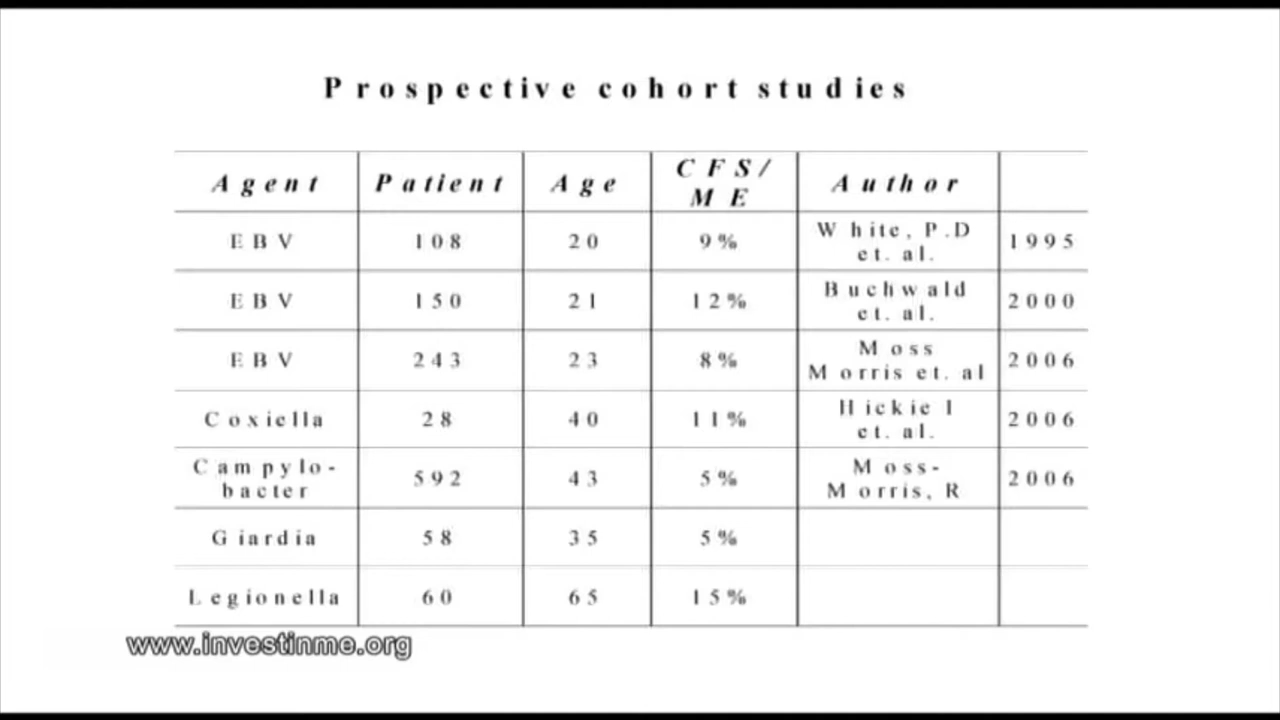 Prospective cohort studies
Agent Patient Age CFS/ Author
ME
EBV 108 20 9% White, P.D 1995
et. al.
EBV 150 21 12% Buchwald 2000
et. al.
EBV 243 23 8% Moss 2006
Morris et. al
Coxiella 28 40 11% Hickie I 2006
et. al.
Campylo- 592 43 5% Moss- 2006
bacter Morris, R
Giardia 58 35 5%
Legionella 60 65 15%
www.investinme.org